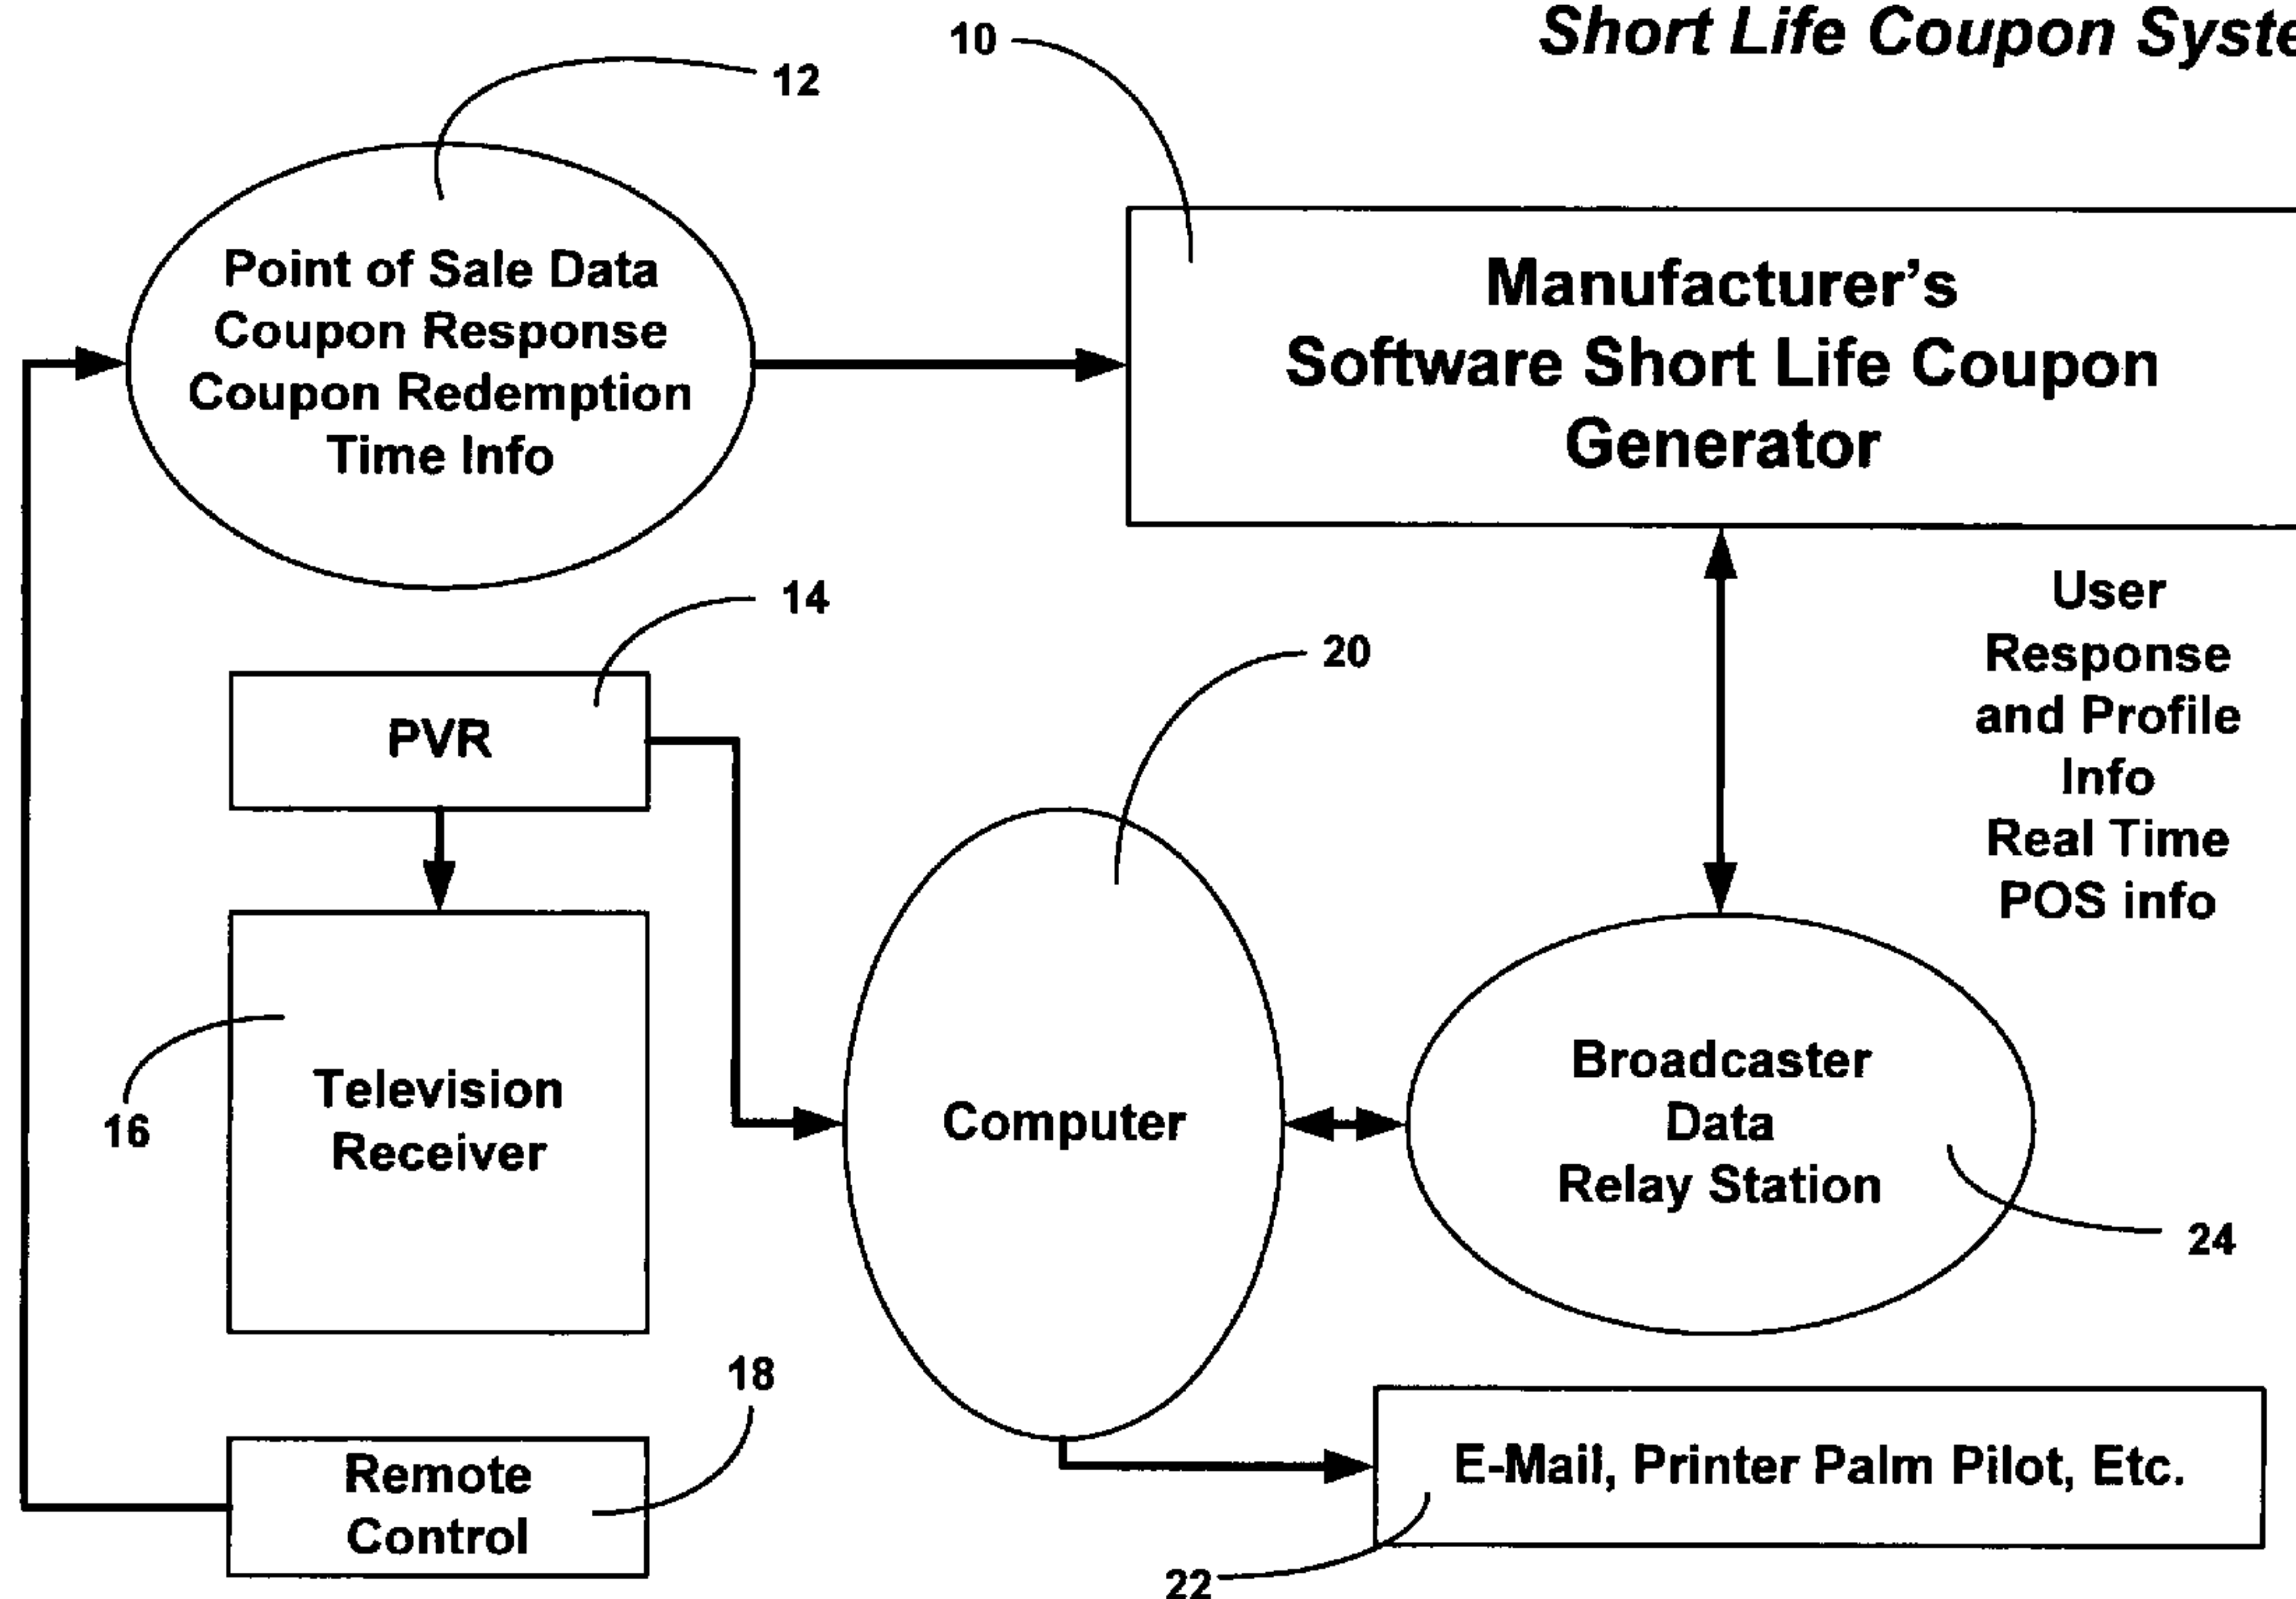 Short Life Coupon Syste
10
12
Point of Sale Data
Coupon Response
Coupon Redemption
Time Info
Manufacturer's
Software Short Life Coupon
Generator
14
PVR
User
Response
and Profile
Info
Real Time
POS info
20
16
Television
Receiver
Computer
Broadcaster
Data
Relay Station
24
18
Remote
Control
E-Mail, Printer Palm Pilot, Etc.
22